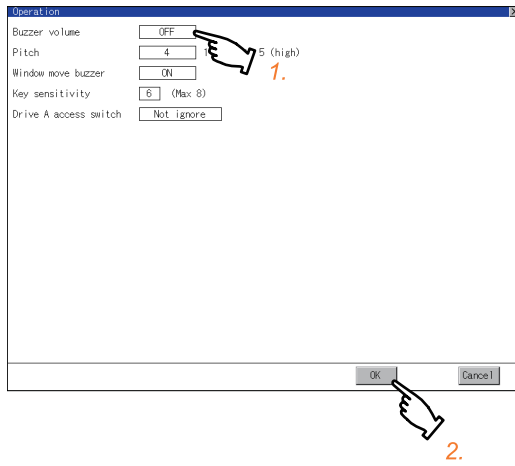 Operation
Buzzer volume OFF
Pitch 4 1 5 (high)
1.
Window move buzzer ON
Key sensitivity 6 (Max 8)
Drive A access switch Not ignore
OK Cancel
2.